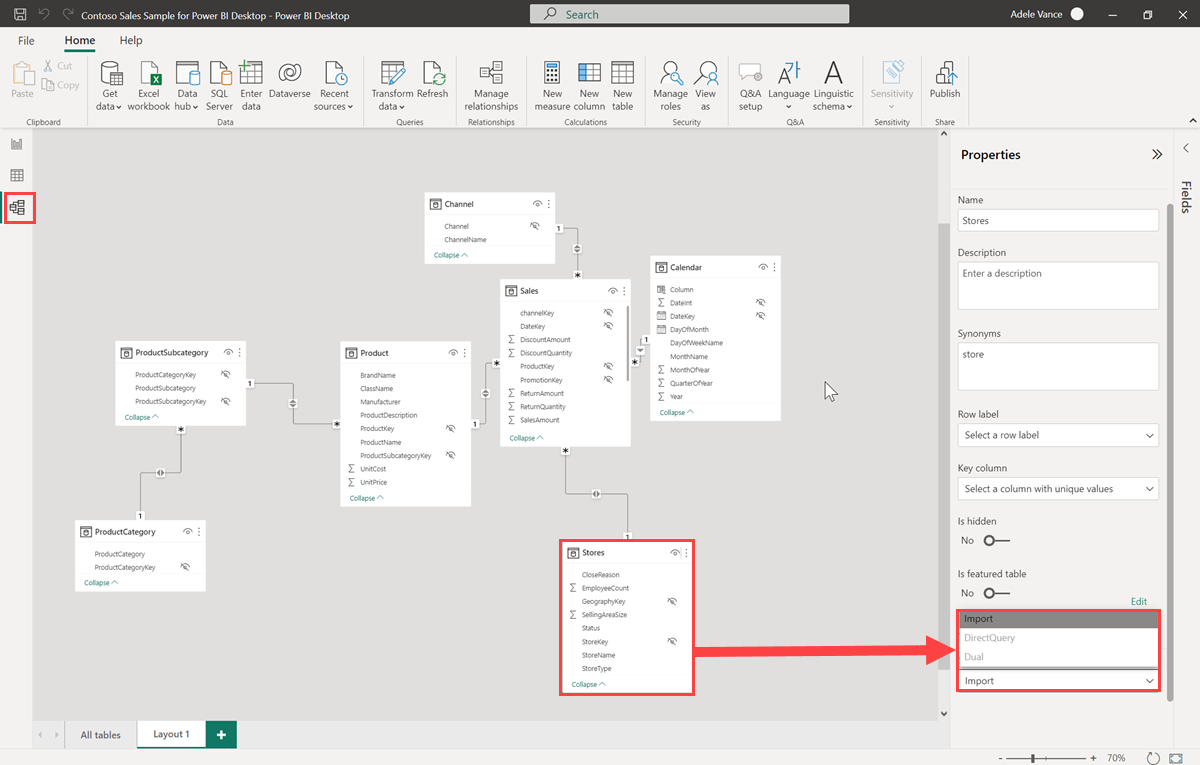 Contoso Sales Sample for Power BI Desktop - Power BI Desktop
Search
Adele Vance
File
Home
Help
Paste
Cut
Copy
Get data
Excel workbook
Data hub
SQL Server
Enter data
Dataverse
Recent sources
Transform data
Refresh
Manage relationships
New measure
New column
New table
Manage roles
View as
Q&A setup
Language
Linguistic schema
Sensitivity
Publish
Clipboard
Data
Queries
Relationships
Calculations
Security
Q&A
Sensitivity
Share
Channel
Channel
ChannelName
Collapse
1
*
Sales
channelKey
DateKey
DiscountAmount
DiscountQuantity
ProductKey
PromotionKey
ReturnAmount
ReturnQuantity
SalesAmount
Collapse
*
1
*
Calendar
Column
DateInt
DateKey
DayOfMonth
DayOfWeekName
MonthName
MonthOfYear
QuarterOfYear
Year
Collapse
ProductSubcategory
ProductCategoryKey
ProductSubcategory
ProductSubcategoryKey
Collapse
1
*
*
Product
BrandName
ClassName
Manufacturer
ProductDescription
ProductKey
ProductName
ProductSubcategoryKey
UnitCost
UnitPrice
Collapse
1
*
1
ProductCategory
ProductCategory
ProductCategoryKey
Collapse
1
Stores
CloseReason
EmployeeCount
GeographyKey
SellingAreaSize
Status
StoreKey
StoreName
StoreType
Collapse
Properties
Name
Stores
Description
Enter a description
Synonyms
store
Row label
Select a row label
Key column
Select a column with unique values
Is hidden
No
Is featured table
No
Edit
Import
DirectQuery
Dual
Import
Fields
All tables
Layout 1
+
- + 70%